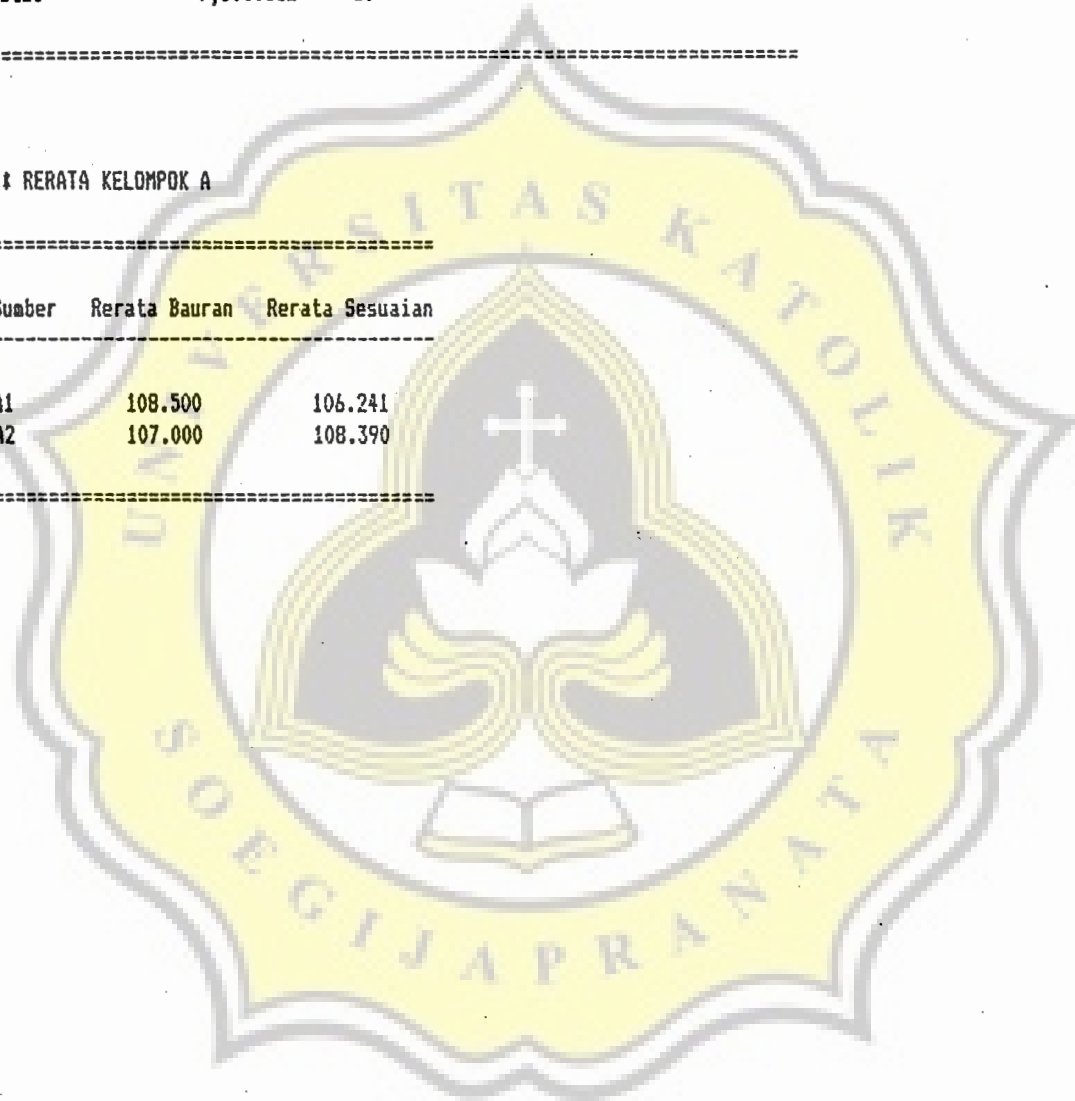 ================================================================================
‡ RERATA KELOMPOK A
================================================
Sumber Rerata Bauran Rerata Sesuaian
------------------------------------------------
A1 108.500 106.241
A2 107.000 108.390
================================================
UNIVERSITAS KATOLIK
SOEGIJAPRANATA